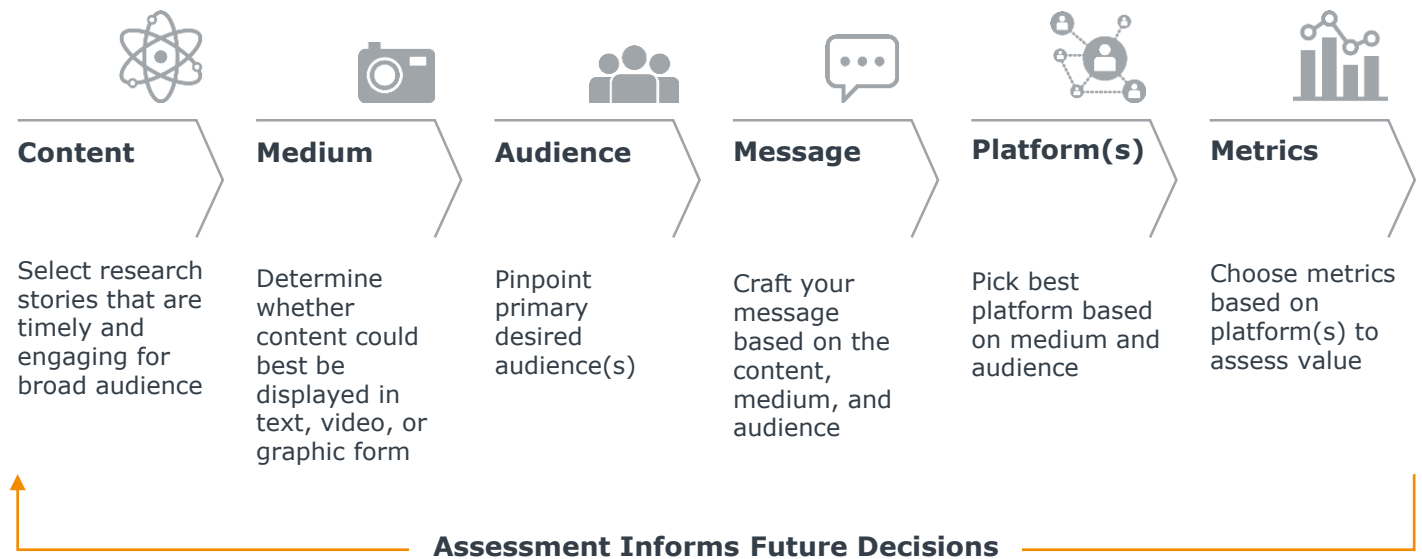 Content
Select research
stories that are
timely and
engaging for
broad audience
Medium
Determine
whether
content could
best be
displayed in
text, video, or
graphic form
Audience
Pinpoint
primary
desired
audience(s)
Message
Craft your
message
based on the
content,
medium, and
audience
Platform(s)
Pick best
platform based
on medium and
audience
Metrics
Choose metrics
based on
platform(s) to
assess value
Assessment Informs Future Decisions